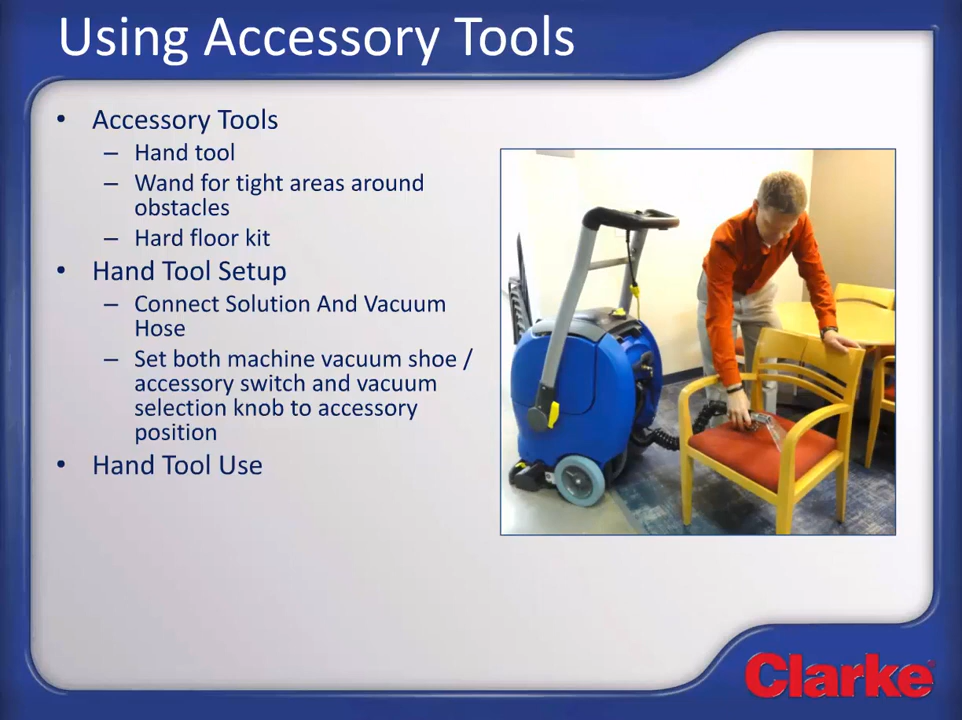 Using Accessory Tools
• Accessory Tools
– Hand tool
– Wand for tight areas around
obstacles
– Hard floor kit
• Hand Tool Setup
– Connect Solution And Vacuum
Hose
– Set both machine vacuum shoe /
accessory switch and vacuum
selection knob to accessory
position
• Hand Tool Use
Clarke